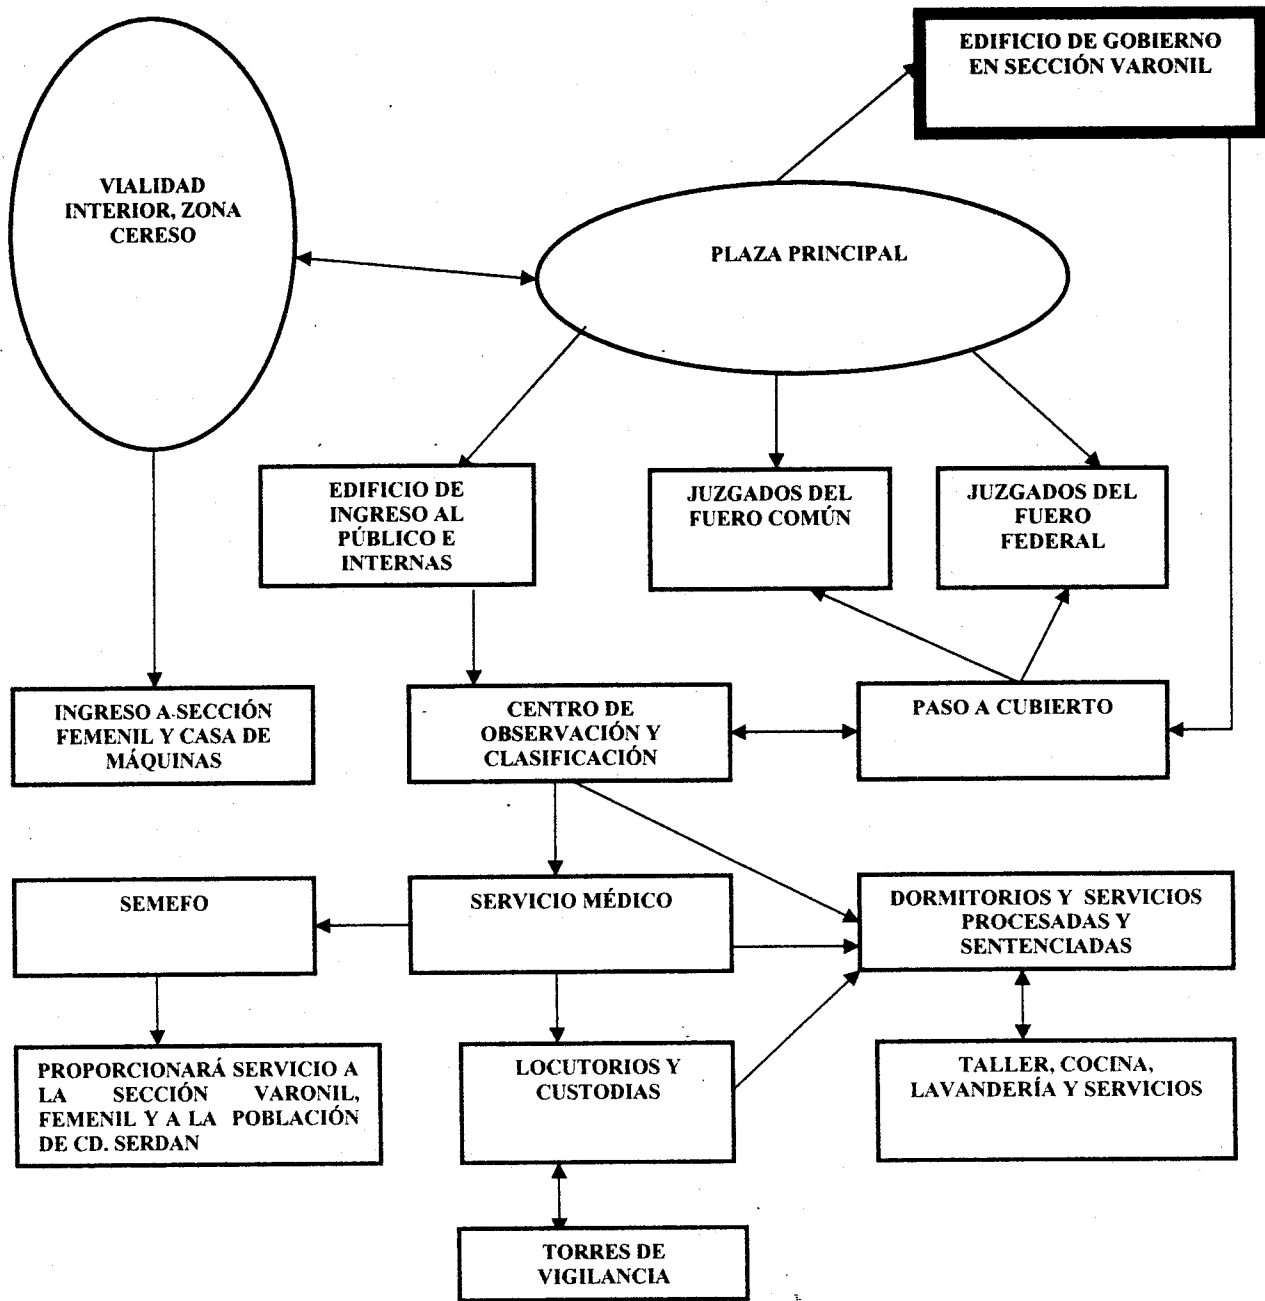 EDIFICIO DE GOBIERNO
EN SECCIÓN VARONIL
VIALIDAD
INTERIOR, ZONA
CERESO
PLAZA PRINCIPAL
EDIFICIO DE
INGRESO AL
PÚBLICO E
INTERNAS
JUZGADOS DEL
FUERO COMÚN
JUZGADOS DEL
FUERO
FEDERAL
INGRESO A SECCIÓN
FEMENIL Y CASA DE
MÁQUINAS
CENTRO DE
OBSERVACIÓN Y
CLASIFICACIÓN
PASO A CUBIERTO
SEMEFO
SERVICIO MÉDICO
DORMITORIOS Y SERVICIOS
PROCESADAS Y
SENTENCIADAS
PROPORCIONARÁ SERVICIO A
LA SECCIÓN VARONIL,
FEMENIL Y A LA POBLACIÓN
DE CD. SERDAN
LOCUTORIOS Y
CUSTODIAS
TALLER, COCINA,
LAVANDERÍA Y SERVICIOS
TORRES DE
VIGILANCIA